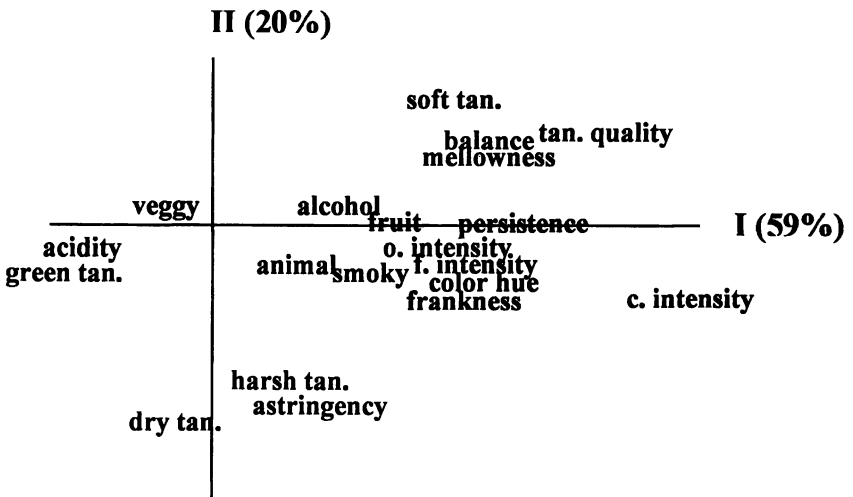 II (20%)
soft tan.
tan. quality
balance
mellowness
veggy
alcohol
fruit
persistence
I (59%)
acidity
o. intensity
green tan.
animal
smoky
f. intensity
color hue
frankness
c. intensity
harsh tan.
astringency
dry tan.